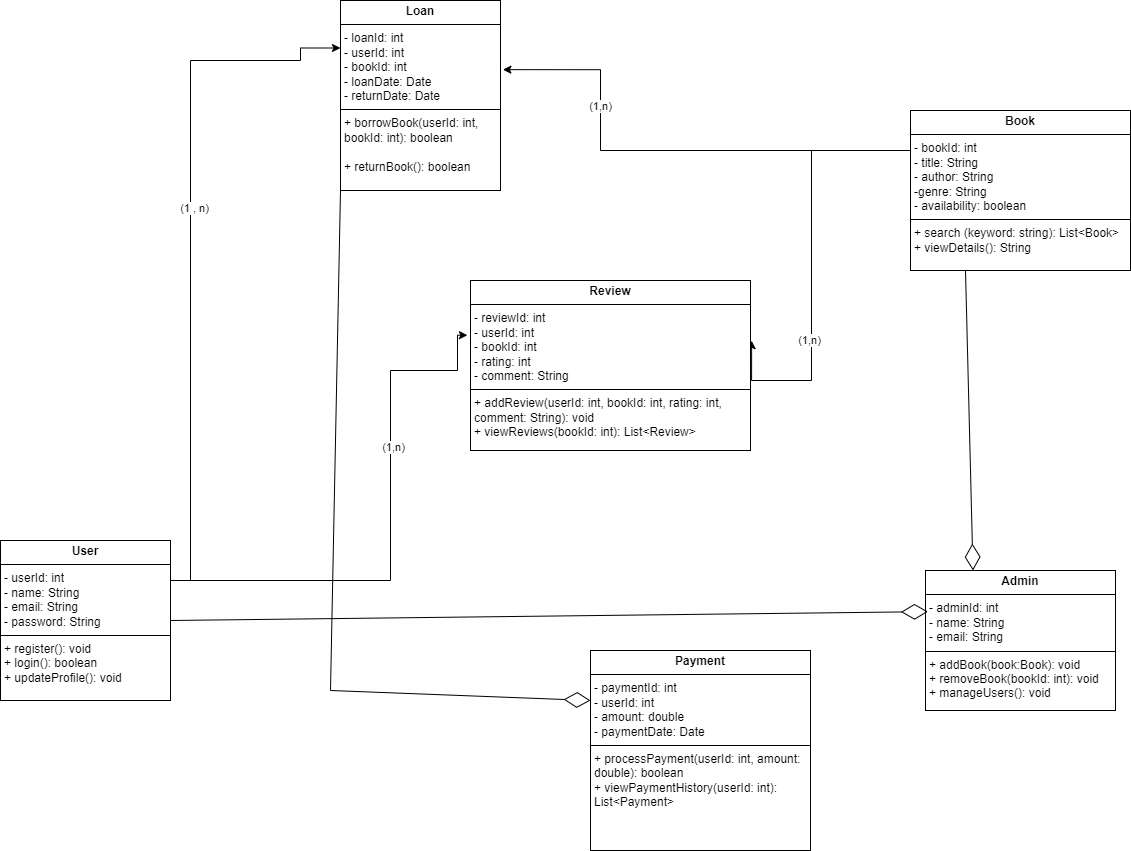 Loan
- loanId: int
- userId: int
- bookId: int
- loanDate: Date
- returnDate: Date
+ borrowBook(userId: int,
bookId: int): boolean
+ returnBook(): boolean
(1,n)
Book
- bookId: int
- title: String
- author: String
-genre: String
- availability: boolean
+ search (keyword: string): List<Book>
+ viewDetails(): String
(1 , n)
Review
- reviewId: int
- userId: int
- bookId: int
- rating: int
- comment: String
+ addReview(userId: int, bookId: int, rating: int,
comment: String): void
+ viewReviews(bookId: int): List<Review>
(1,n)
(1,n)
User
- userId: int
- name: String
- email: String
- password: String
+ register(): void
+ login(): boolean
+ updateProfile(): void
Admin
- adminId: int
- name: String
- email: String
+ addBook(book:Book): void
+ removeBook(bookId: int): void
+ manageUsers(): void
Payment
- paymentId: int
- userId: int
- amount: double
- paymentDate: Date
+ processPayment(userId: int, amount:
double): boolean
+ viewPaymentHistory(userId: int):
List<Payment>